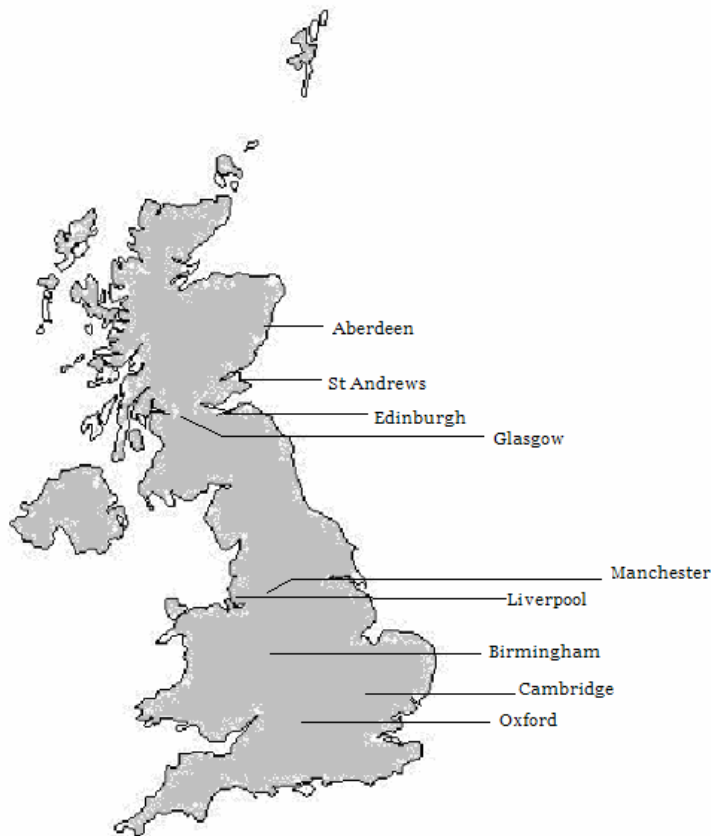 Aberdeen
St Andrews
Edinburgh
Glasgow
Manchester
Liverpool
Birmingham
Cambridge
Oxford